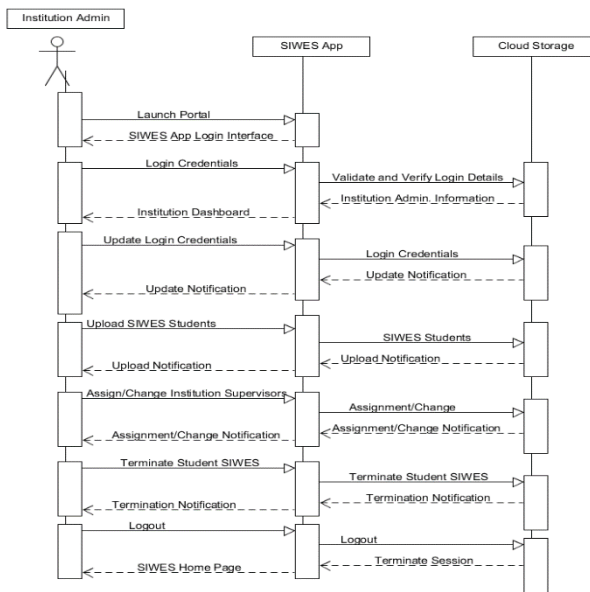 Institution Admin
SIWES App
Cloud Storage
Launch Portal
SIWES App Login Interface
Login Credentials
Validate and Verify Login Details
Institution Admin. Information
Institution Dashboard
Update Login Credentials
Login Credentials
Update Notification
Update Notification
Upload SIWES Students
SIWES Students
Upload Notification
Upload Notification
Assign/Change Institution Supervisors
Assignment/Change
Assignment/Change Notification
Assignment/Change Notification
Terminate Student SIWES
Terminate Student SIWES
Termination Notification
Termination Notification
Logout
Logout
Terminate Session
SIWES Home Page